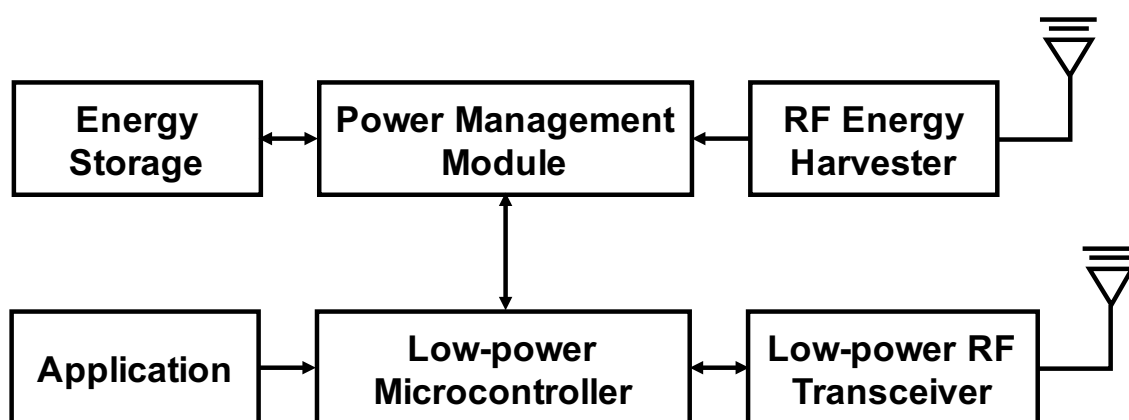 Energy
Storage
Power Management
Module
RF Energy
Harvester
Application
Low-power
Microcontroller
Low-power RF
Transceiver